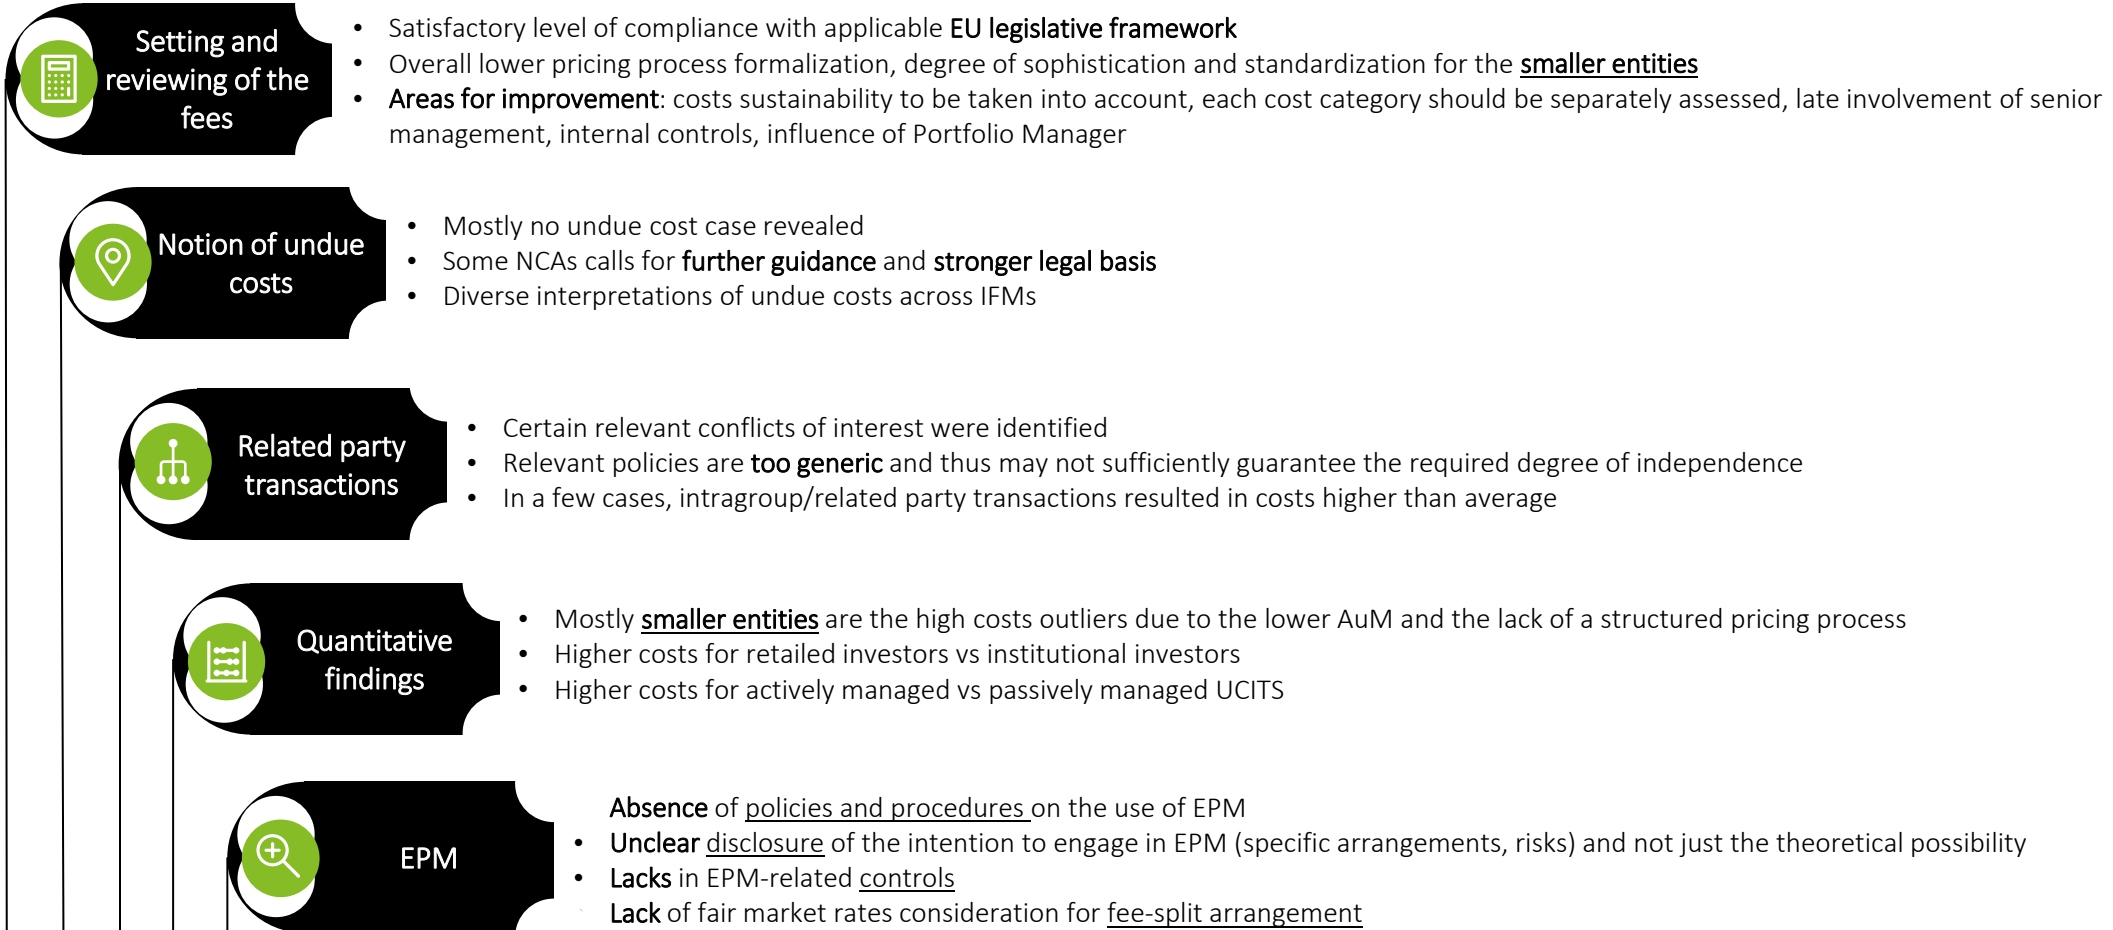 Setting and
reviewing of the
fees
• Satisfactory level of compliance with applicable EU legislative framework
• Overall lower pricing process formalization, degree of sophistication and standardization for the smaller entities
• Areas for improvement: costs sustainability to be taken into account, each cost category should be separately assessed, late involvement of senior
management, internal controls, influence of Portfolio Manager
Notion of undue
costs
• Mostly no undue cost case revealed
• Some NCAs calls for further guidance and stronger legal basis
• Diverse interpretations of undue costs across IFMs
Related party
transactions
• Certain relevant conflicts of interest were identified
• Relevant policies are too generic and thus may not sufficiently guarantee the required degree of independence
• In a few cases, intragroup/related party transactions resulted in costs higher than average
Quantitative
findings
• Mostly smaller entities are the high costs outliers due to the lower AuM and the lack of a structured pricing process
• Higher costs for retailed investors vs institutional investors
• Higher costs for actively managed vs passively managed UCITS
EPM
Absence of policies and procedures on the use of EPM
• Unclear disclosure of the intention to engage in EPM (specific arrangements, risks) and not just the theoretical possibility
• Lacks in EPM-related controls
Lack of fair market rates consideration for fee-split arrangement